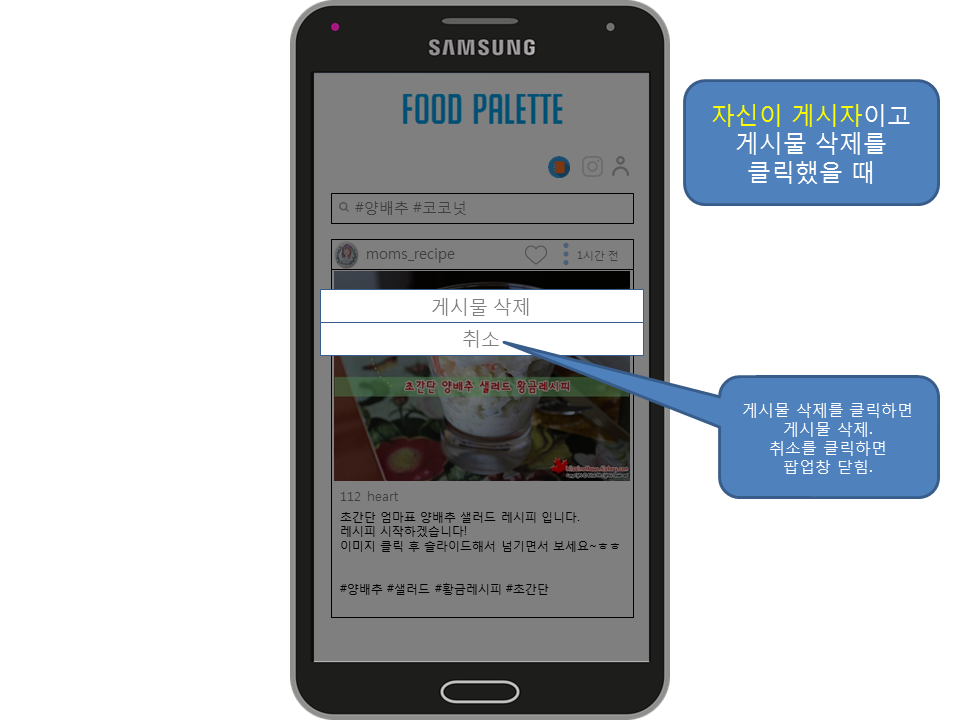 SAMSUNG
FOOD PALETTE
자신이 게시자이고
게시물 삭제를
클릭했을 때
#양배추 #코코넛
moms_recipe
1시간 전
게시물 삭제
취소
초간단 양배추 샐러드 황금레시피
게시물 삭제를 클릭하면
게시물 삭제.
취소를 클릭하면
팝업창 닫힘.
112 heart
초간단 엄마표 양배추 샐러드 레시피 입니다.
레시피 시작하겠습니다!
이미지 클릭 후 슬라이드해서 넘기면서 보세요~ㅎㅎ
#양배추 #샐러드 #황금레시피 #초간단